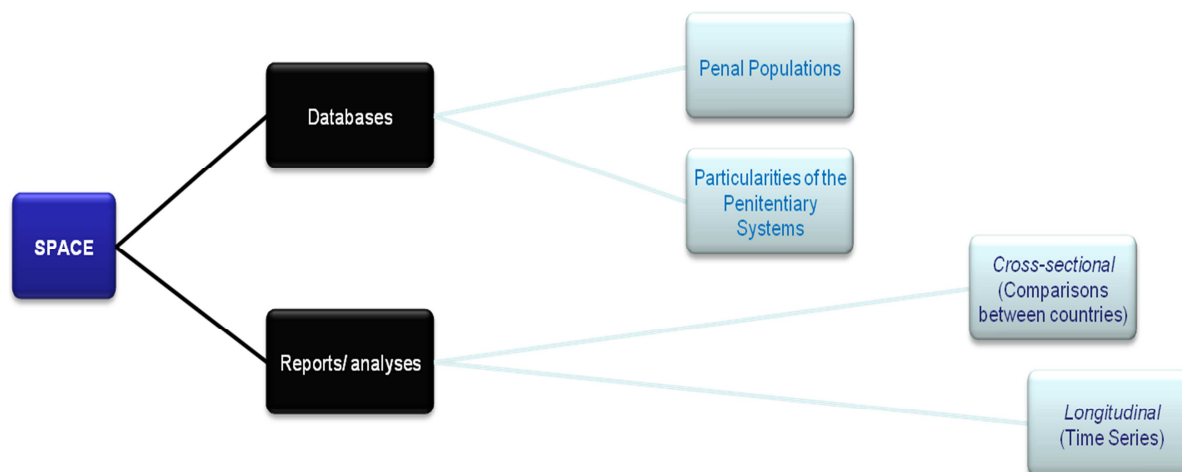 SPACE
Databases
Penal Populations
Particularities of the
Penitentiary
Systems
Reports/ analyses
Cross-sectional
(Comparisons
between countries)
Longitudinal
(Time Series)